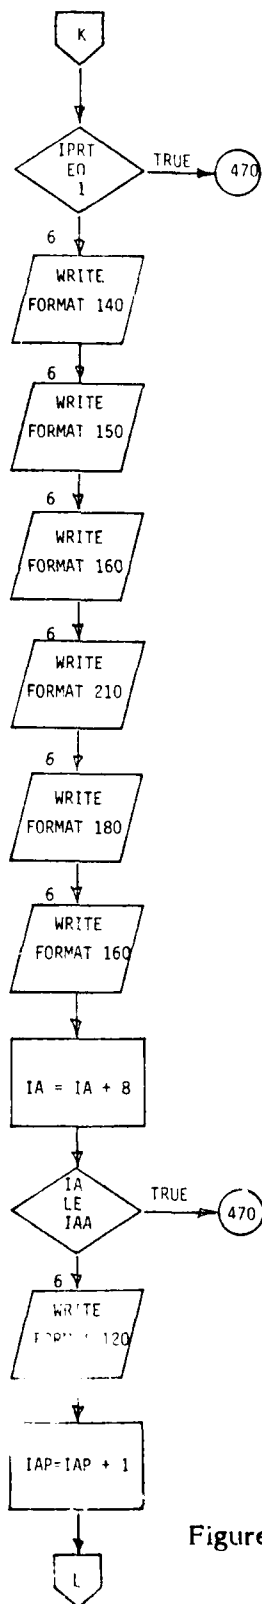 K
IPRT
EQ
1
TRUE
470
6
WRITE
FORMAT 140
6
WRITE
FORMAT 150
6
WRITE
FORMAT 160
6
WRITE
FORMAT 210
6
WRITE
FORMAT 180
6
WRITE
FORMAT 160
IA = IA + 8
IA
LE
IAA
TRUE
470
6
WRITE
120
IAP=IAP + 1
Figure
L